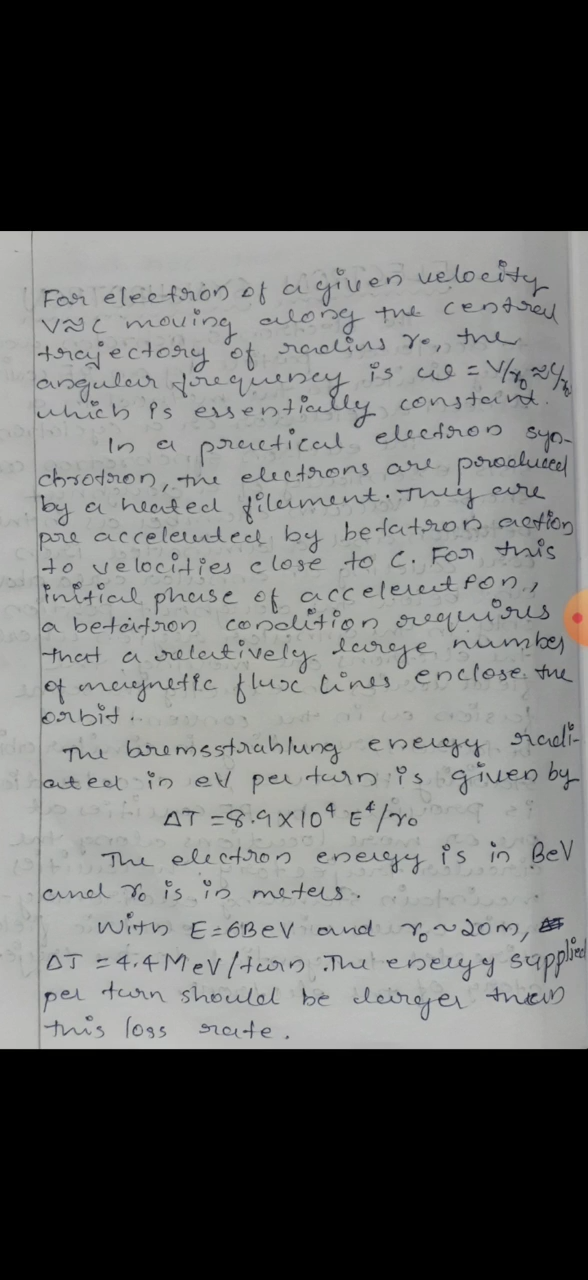 For electron of a given velocity
V≈C moving along the central
trajectory of radius r₀, the
angular frequency is ω = V/r₀ ≈ C/r₀
which is essentially constant.
In a practical electron syn-
chrotron, the electrons are produced
by a heated filament. They are
pre accelerated by betatron action
to velocities close to C. For this
initial phase of acceleration,
a betatron condition requires
that a relatively large number
of magnetic flux lines enclose the
orbit.
The bremsstrahlung energy radi-
ated in eV per turn is given by
ΔT = 8.9×10⁴ E⁴/r₀
The electron energy is in BeV
and r₀ is in meters.
With E=6BeV and r₀~20m,
ΔT = 4.4MeV/turn. The energy supplied
per turn should be larger than
this loss rate.